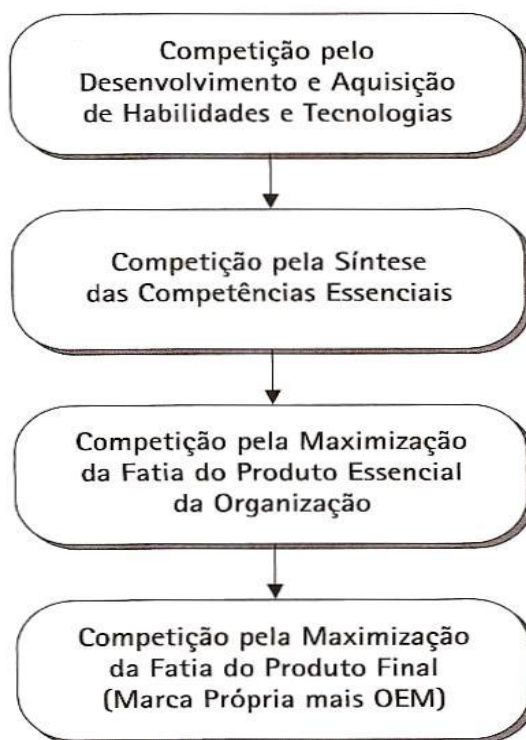 Competição pelo
Desenvolvimento e Aquisição
de Habilidades e Tecnologias
Competição pela Síntese
das Competências Essenciais
Competição pela Maximização
da Fatia do Produto Essencial
da Organização
Competição pela Maximização
da Fatia do Produto Final
(Marca Própria mais OEM)